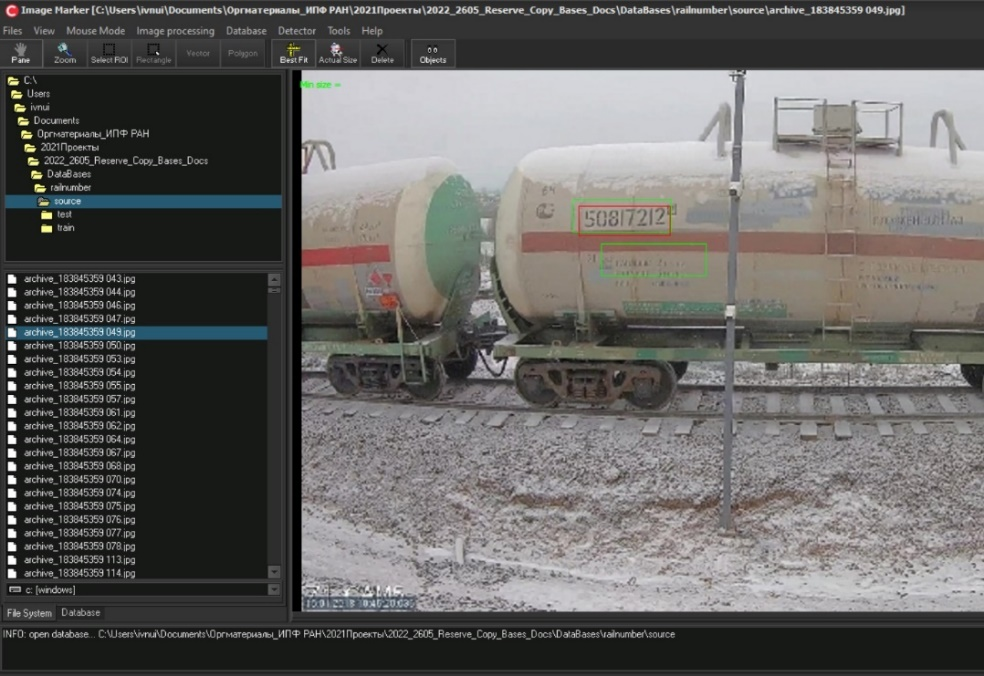 Image Marker [C:\Users\ivnui\Documents\Оргматериалы_ИПФ РАН\2021Проекты\2022_2605_Reserve_Copy_Bases_Docs\DataBases\railnumber\source\archive_183845359 049.jpg]
Files View Mouse Mode Image processing Database Detector Tools Help
Pane Zoom Select ROI Rectangle Vector Polygon Best Fit Actual Size Delete Objects
C:\
Users
ivnui
Documents
Оргматериалы_ИПФ РАН
2021Проекты
2022_2605_Reserve_Copy_Bases_Docs
DataBases
railnumber
source
test
train
archive_183845359 043.jpg
archive_183845359 044.jpg
archive_183845359 046.jpg
archive_183845359 047.jpg
archive_183845359 049.jpg
archive_183845359 050.jpg
archive_183845359 053.jpg
archive_183845359 054.jpg
archive_183845359 055.jpg
archive_183845359 057.jpg
archive_183845359 061.jpg
archive_183845359 062.jpg
archive_183845359 064.jpg
archive_183845359 067.jpg
archive_183845359 068.jpg
archive_183845359 070.jpg
archive_183845359 074.jpg
archive_183845359 075.jpg
archive_183845359 076.jpg
archive_183845359 077.jpg
archive_183845359 078.jpg
archive_183845359 113.jpg
archive_183845359 114.jpg
c: [windows]
File System Database
Min size =
50817212
INFO: open database... C:\Users\ivnui\Documents\Оргматериалы_ИПФ РАН\2021Проекты\2022_2605_Reserve_Copy_Bases_Docs\DataBases\railnumber\source